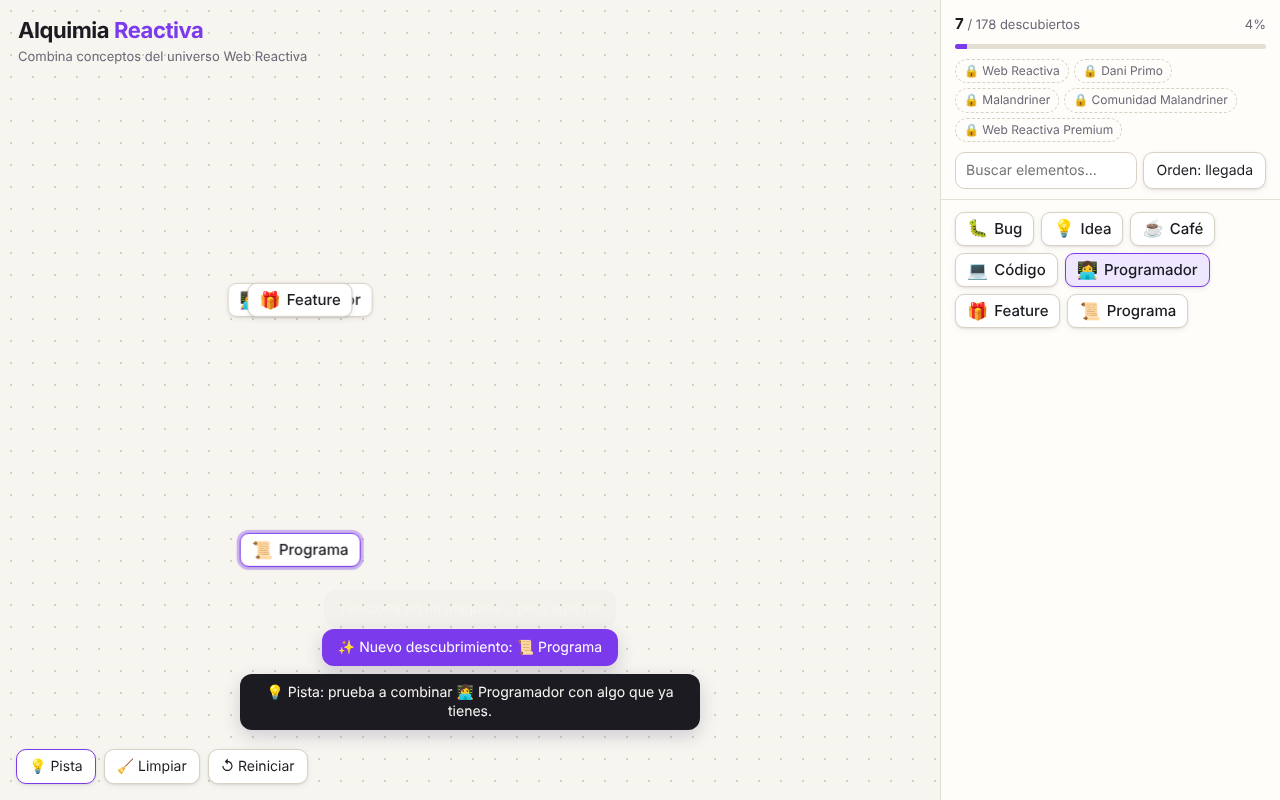 Alquimia Reactiva
Combina conceptos del universo Web Reactiva
7 / 178 descubiertos
4%
🔒 Web Reactiva
🔒 Dani Primo
🔒 Malandriner
🔒 Comunidad Malandriner
🔒 Web Reactiva Premium
Buscar elementos...
Orden: llegada
🐛 Bug
💡 Idea
☕ Café
💻 Código
👩‍💻 Programador
🎁 Feature
📜 Programa
🎁 Feature
📜 Programa
✨ Nuevo descubrimiento: 📜 Programa
💡 Pista: prueba a combinar 👩‍💻 Programador con algo que ya
tienes.
💡 Pista
🧹 Limpiar
↺ Reiniciar